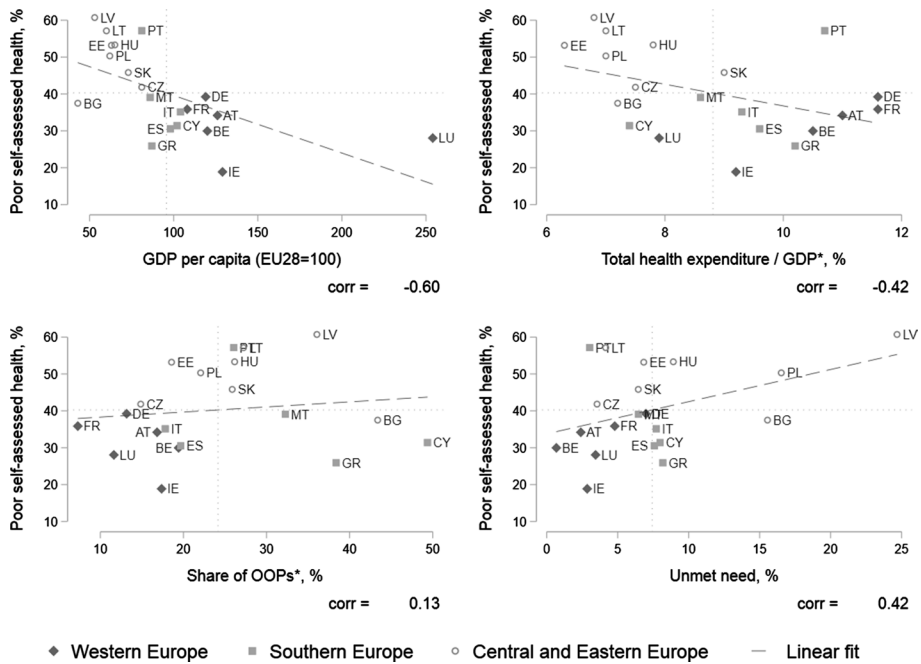 Poor self-assessed health, %
60
50
40
30
20
10
LV
LT
PT
EE
HU
PL
SK
CZ
BG
MT
DE
FR
IT
AT
CY
ES
BE
GR
LU
IE
50
100
150
200
250
GDP per capita (EU28=100)
corr = -0.60
Poor self-assessed health, %
60
50
40
30
20
10
LV
LT
PT
EE
HU
PL
SK
CZ
BG
MT
DE
FR
IT
AT
CY
ES
BE
LU
GR
IE
6
8
10
12
Total health expenditure / GDP*, %
corr = -0.42
Poor self-assessed health, %
60
50
40
30
20
10
LV
PT
LT
EE
HU
PL
SK
CZ
DE
MT
BG
FR
IT
AT
CY
BE
ES
LU
GR
IE
10
20
30
40
50
Share of OOPs*, %
corr = 0.13
Poor self-assessed health, %
60
50
40
30
20
10
LV
PT
LT
EE
HU
PL
SK
CZ
MT
DE
BG
FR
IT
AT
CY
BE
ES
LU
GR
IE
0
5
10
15
20
25
Unmet need, %
corr = 0.42
Western Europe
Southern Europe
Central and Eastern Europe
Linear fit